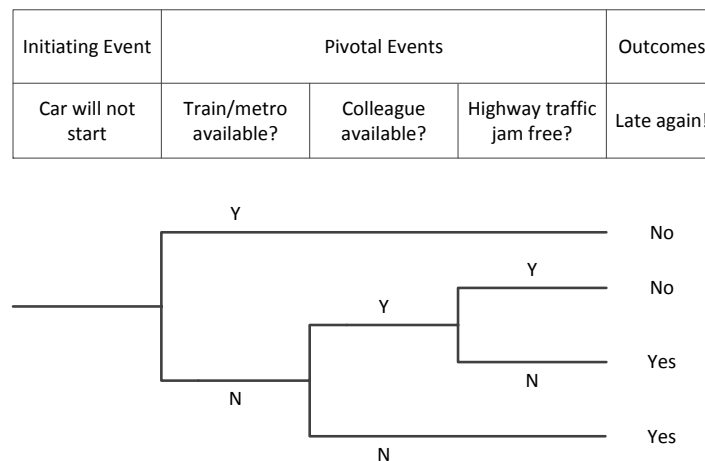 Initiating Event
Pivotal Events
Outcomes
Car will not
start
Train/metro
available?
Colleague
available?
Highway traffic
jam free?
Late again!
Y
No
Y
No
Y
N
Yes
N
Yes
N